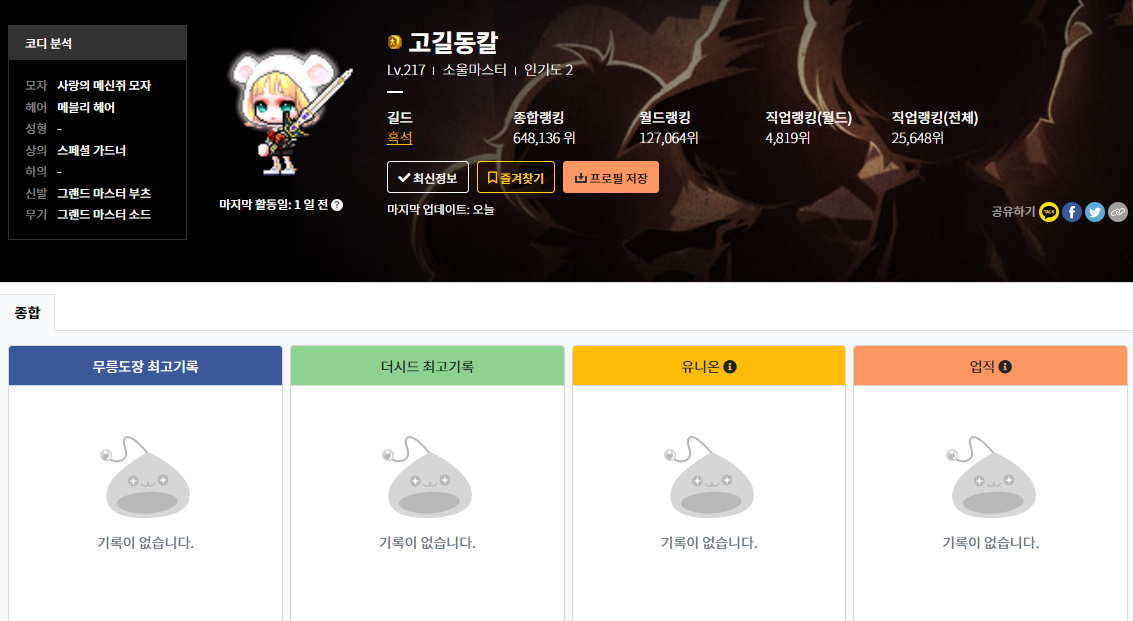 코디 분석
모자 사랑의 메신쥐 모자
헤어 메블리 헤어
성형 -
상의 스페셜 가드너
하의 -
신발 그랜드 마스터 부츠
무기 그랜드 마스터 소드
마지막 활동일: 1 일 전 ?
고길동칼
Lv.217 | 소울마스터 | 인기도 2
길드 종합랭킹 월드랭킹 직업랭킹(월드) 직업랭킹(전체)
흑석 648,136 위 127,064위 4,819위 25,648위
최신정보 즐겨찾기 프로필 저장
마지막 업데이트: 오늘
공유하기 TALK f
종합
무릉도장 최고기록 더시드 최고기록 유니온 i 업적 i
기록이 없습니다. 기록이 없습니다. 기록이 없습니다. 기록이 없습니다.